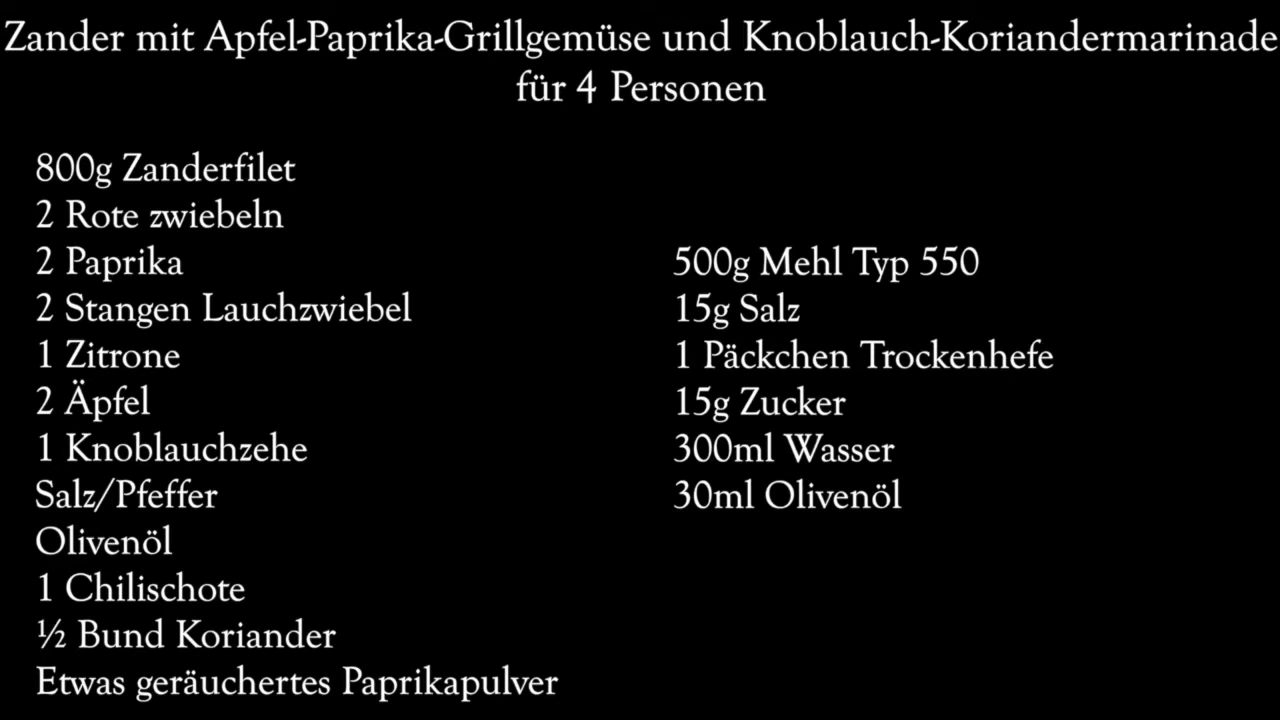 Zander mit Apfel-Paprika-Grillgemüse und Knoblauch-Koriandermarinade
für 4 Personen
800g Zanderfilet
2 Rote zwiebeln
2 Paprika
2 Stangen Lauchzwiebel
1 Zitrone
2 Äpfel
1 Knoblauchzehe
Salz/Pfeffer
Olivenöl
1 Chilischote
½ Bund Koriander
Etwas geräuchertes Paprikapulver
500g Mehl Typ 550
15g Salz
1 Päckchen Trockenhefe
15g Zucker
300ml Wasser
30ml Olivenöl